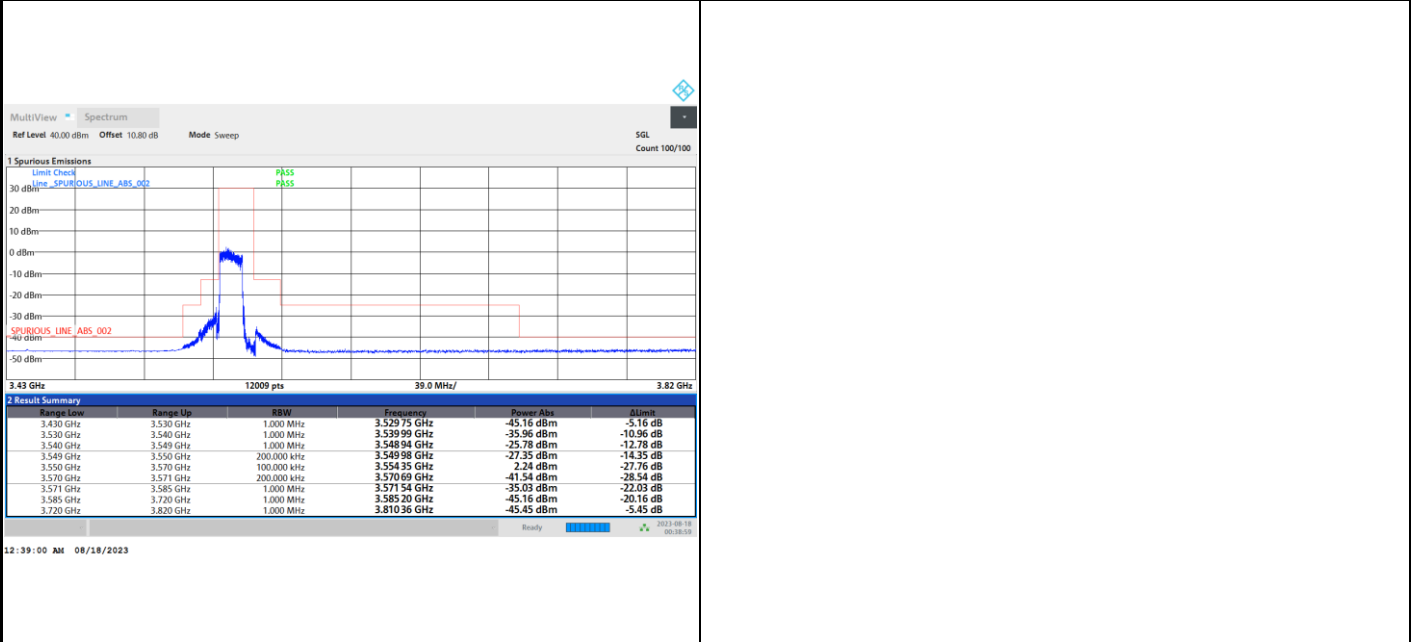 MultiView Spectrum
Ref Level 40.00 dBm Offset 10.80 dB Mode Sweep SGL
Count 100/100
1 Spurious Emissions
Limit Check PASS
Line _SPURIOUS_LINE_ABS_002 PASS
30 dBm
20 dBm
10 dBm
0 dBm
-10 dBm
-20 dBm
-30 dBm
_SPURIOUS_LINE_ABS_002
-40 dBm
-50 dBm
3.43 GHz 12009 pts 39.0 MHz/ 3.82 GHz
2 Result Summary
Range Low Range Up RBW Frequency Power Abs ΔLimit
3.430 GHz 3.530 GHz 1.000 MHz 3.529 75 GHz -45.16 dBm -5.16 dB
3.530 GHz 3.540 GHz 1.000 MHz 3.539 99 GHz -35.96 dBm -10.96 dB
3.540 GHz 3.549 GHz 1.000 MHz 3.548 94 GHz -25.78 dBm -12.78 dB
3.549 GHz 3.550 GHz 200.000 kHz 3.549 98 GHz -27.35 dBm -14.35 dB
3.550 GHz 3.570 GHz 100.000 kHz 3.554 35 GHz 2.24 dBm -27.76 dB
3.570 GHz 3.571 GHz 200.000 kHz 3.570 69 GHz -41.54 dBm -28.54 dB
3.571 GHz 3.585 GHz 1.000 MHz 3.571 54 GHz -35.03 dBm -22.03 dB
3.585 GHz 3.720 GHz 1.000 MHz 3.585 20 GHz -45.16 dBm -20.16 dB
3.720 GHz 3.820 GHz 1.000 MHz 3.810 36 GHz -45.45 dBm -5.45 dB
Ready 2023-08-18
00:38:59
12:39:00 AM 08/18/2023